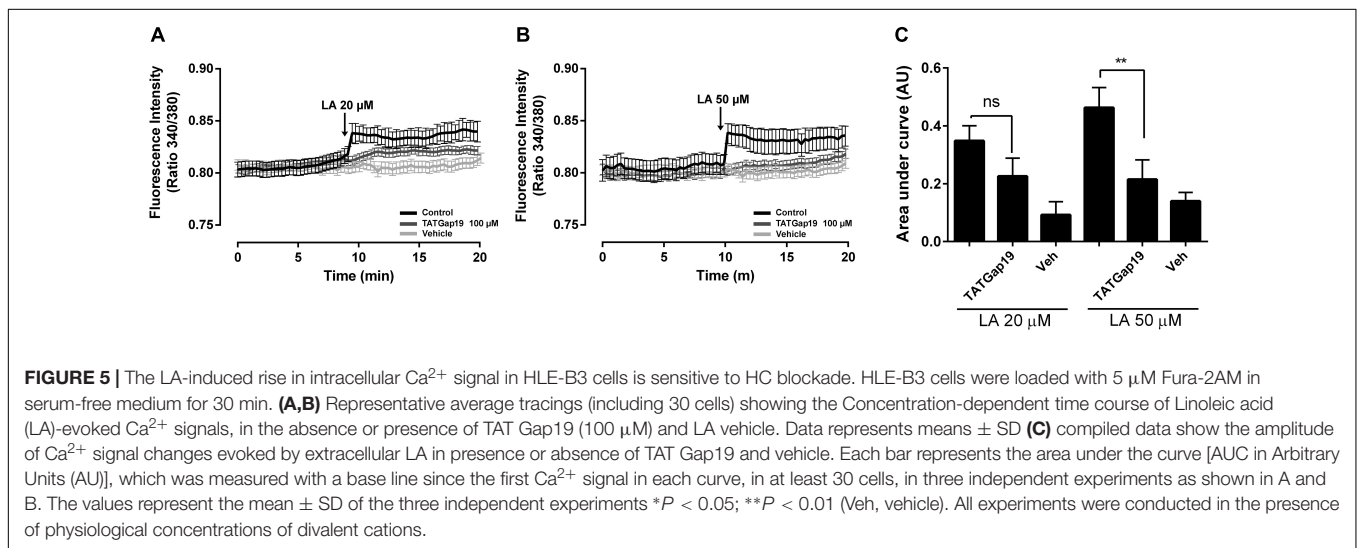 A
0.90
0.85
0.80
0.75
Fluorescence Intensity
(Ratio 340/380)
LA 20 µM
Control
TATGap19 100 µM
Vehicle
0 5 10 15 20
Time (min)
B
0.90
0.85
0.80
0.75
Fluorescence Intensity
(Ratio 340/380)
LA 50 µM
Control
TATGap19 100 µM
Vehicle
0 5 10 15 20
Time (m)
C
Area under curve (AU)
0.6
0.4
0.2
0.0
ns
**
TATGap19 Veh TATGap19 Veh
LA 20 µM LA 50 µM
FIGURE 5 | The LA-induced rise in intracellular Ca2+ signal in HLE-B3 cells is sensitive to HC blockade. HLE-B3 cells were loaded with 5 µM Fura-2AM in
serum-free medium for 30 min. (A,B) Representative average tracings (including 30 cells) showing the Concentration-dependent time course of Linoleic acid
(LA)-evoked Ca2+ signals, in the absence or presence of TAT Gap19 (100 µM) and LA vehicle. Data represents means ± SD (C) compiled data show the amplitude
of Ca2+ signal changes evoked by extracellular LA in presence or absence of TAT Gap19 and vehicle. Each bar represents the area under the curve [AUC in Arbitrary
Units (AU)], which was measured with a base line since the first Ca2+ signal in each curve, in at least 30 cells, in three independent experiments as shown in A and
B. The values represent the mean ± SD of the three independent experiments *P < 0.05; **P < 0.01 (Veh, vehicle). All experiments were conducted in the presence
of physiological concentrations of divalent cations.